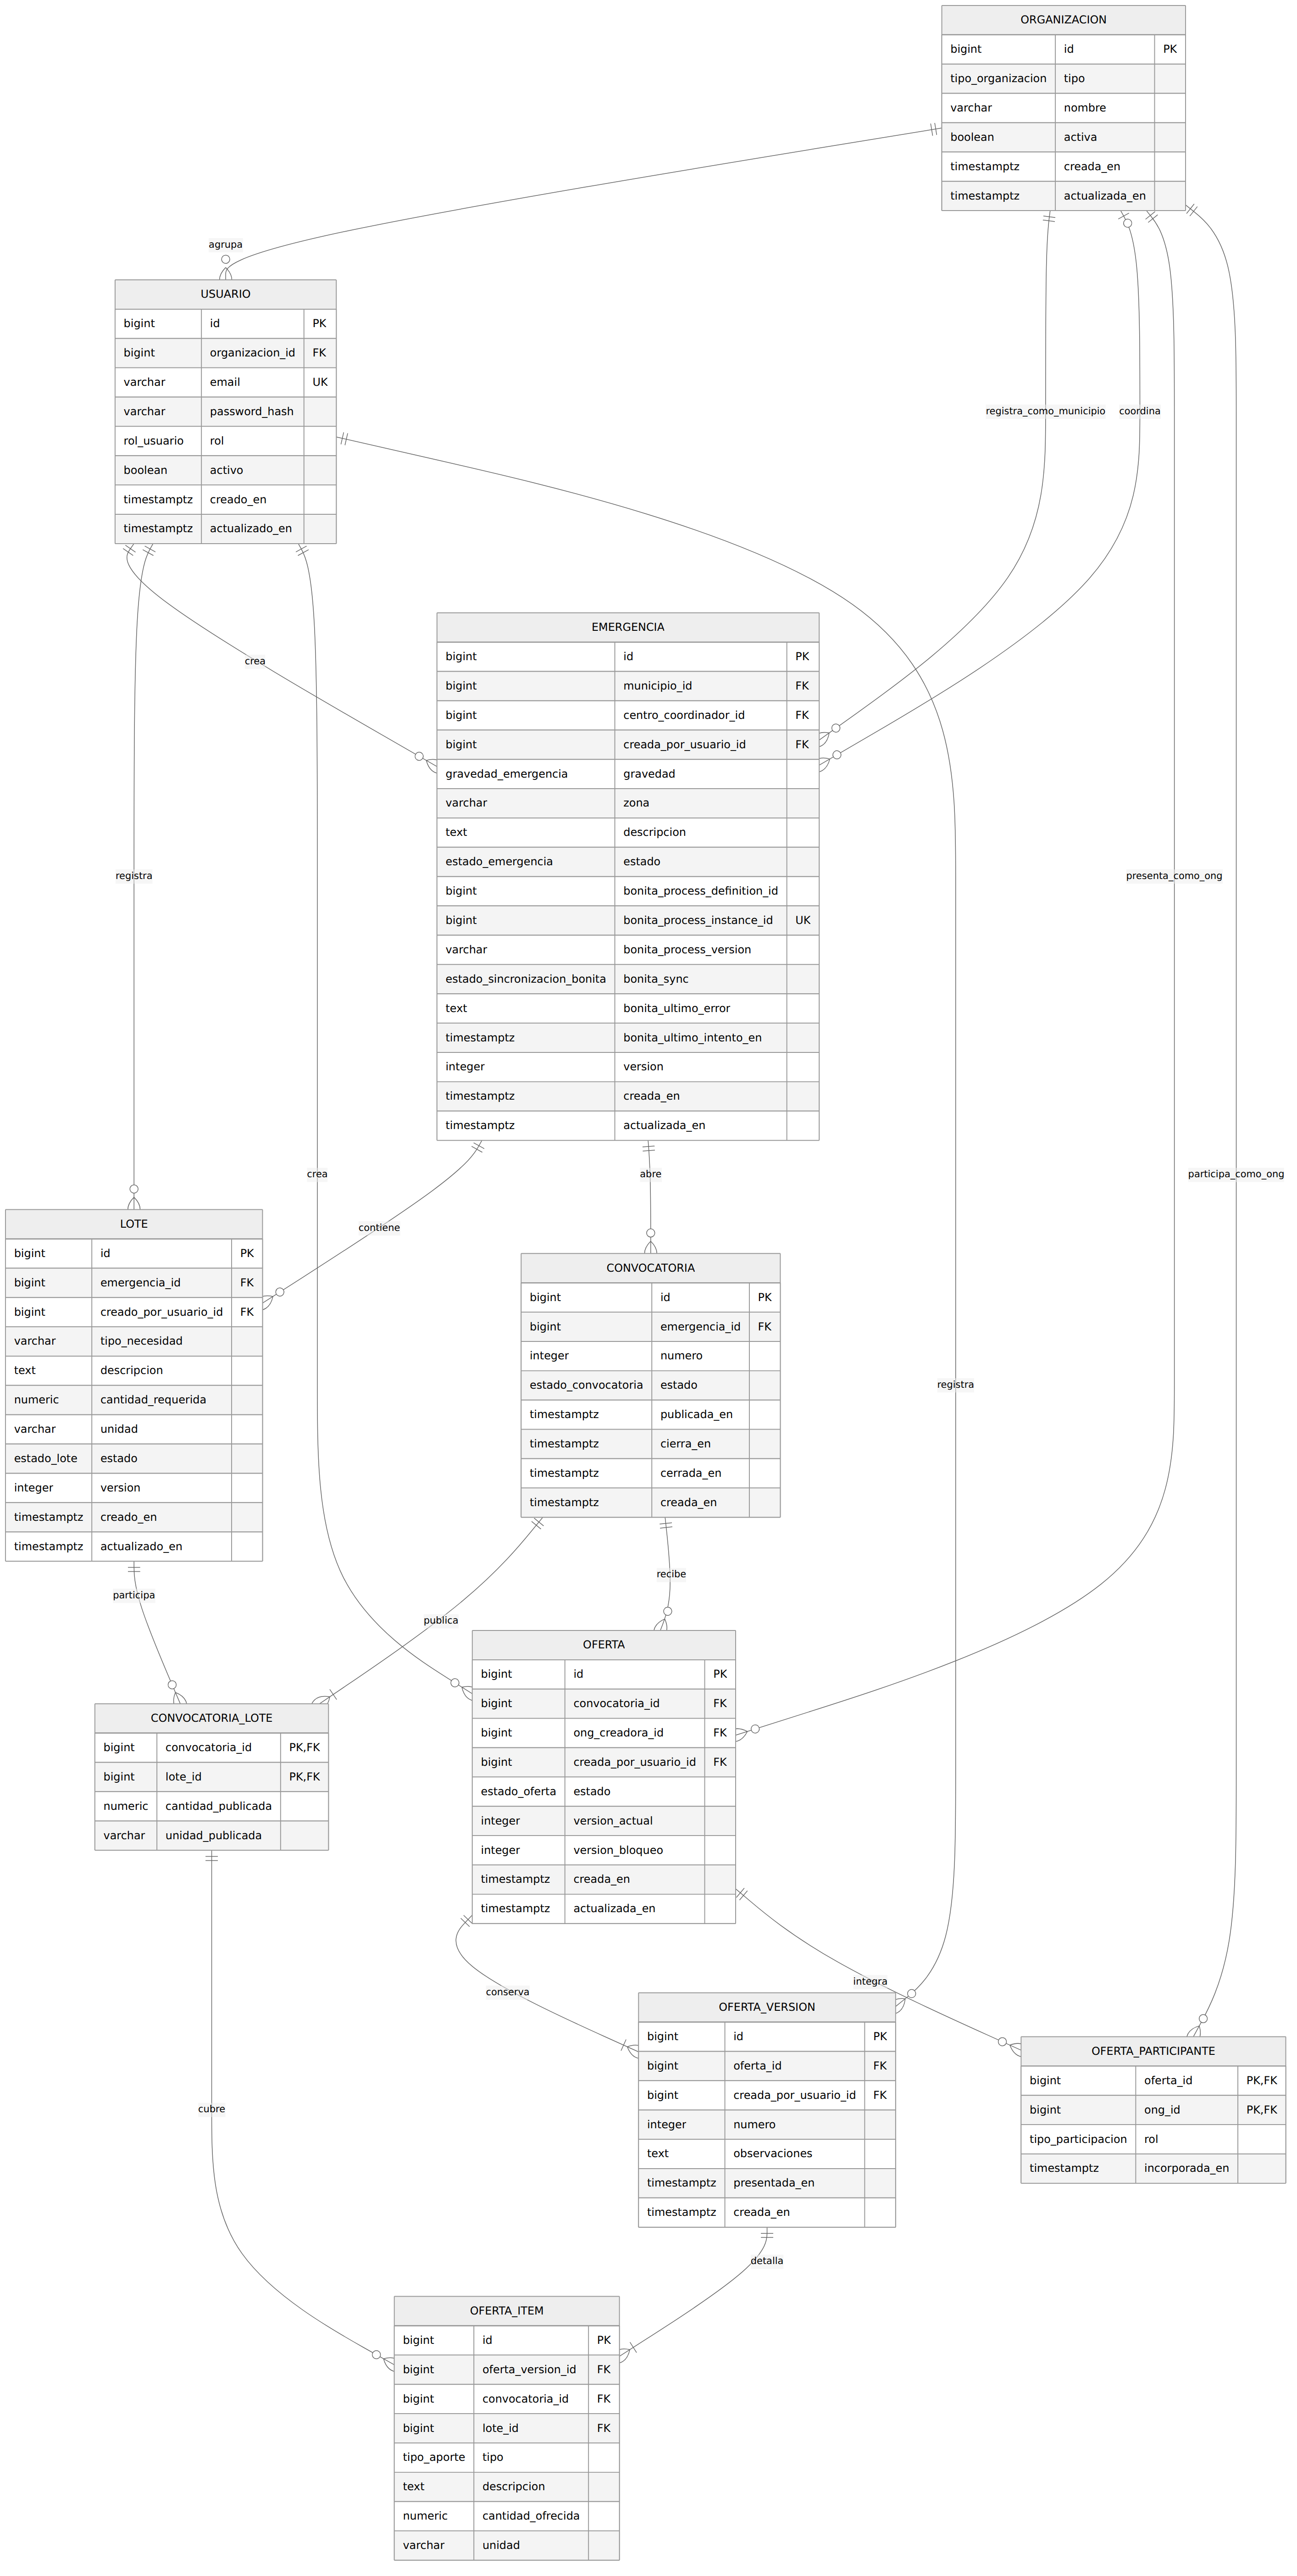 ORGANIZACION
bigint id PK
tipo_organizacion tipo
varchar nombre
boolean activa
timestamptz creada_en
timestamptz actualizada_en
agrupa
USUARIO
bigint id PK
bigint organizacion_id FK
varchar email UK
varchar password_hash
rol_usuario rol
boolean activo
timestamptz creado_en
timestamptz actualizado_en
registra_como_municipio
coordina
crea
EMERGENCIA
bigint id PK
bigint municipio_id FK
bigint centro_coordinador_id FK
bigint creada_por_usuario_id FK
gravedad_emergencia gravedad
varchar zona
text descripcion
estado_emergencia estado
bigint bonita_process_definition_id
bigint bonita_process_instance_id UK
varchar bonita_process_version
estado_sincronizacion_bonita bonita_sync
text bonita_ultimo_error
timestamptz bonita_ultimo_intento_en
integer version
timestamptz creada_en
timestamptz actualizada_en
registra
presenta_como_ong
crea
abre
participa_como_ong
contiene
LOTE
bigint id PK
bigint emergencia_id FK
bigint creado_por_usuario_id FK
varchar tipo_necesidad
text descripcion
numeric cantidad_requerida
varchar unidad
estado_lote estado
integer version
timestamptz creado_en
timestamptz actualizado_en
CONVOCATORIA
bigint id PK
bigint emergencia_id FK
integer numero
estado_convocatoria estado
timestamptz publicada_en
timestamptz cierra_en
timestamptz cerrada_en
timestamptz creada_en
registra
participa
publica
recibe
CONVOCATORIA_LOTE
bigint convocatoria_id PK,FK
bigint lote_id PK,FK
numeric cantidad_publicada
varchar unidad_publicada
OFERTA
bigint id PK
bigint convocatoria_id FK
bigint ong_creadora_id FK
bigint creada_por_usuario_id FK
estado_oferta estado
integer version_actual
integer version_bloqueo
timestamptz creada_en
timestamptz actualizada_en
conserva
integra
OFERTA_VERSION
bigint id PK
bigint oferta_id FK
bigint creada_por_usuario_id FK
integer numero
text observaciones
timestamptz presentada_en
timestamptz creada_en
OFERTA_PARTICIPANTE
bigint oferta_id PK,FK
bigint ong_id PK,FK
tipo_participacion rol
timestamptz incorporada_en
cubre
detalla
OFERTA_ITEM
bigint id PK
bigint oferta_version_id FK
bigint convocatoria_id FK
bigint lote_id FK
tipo_aporte tipo
text descripcion
numeric cantidad_ofrecida
varchar unidad